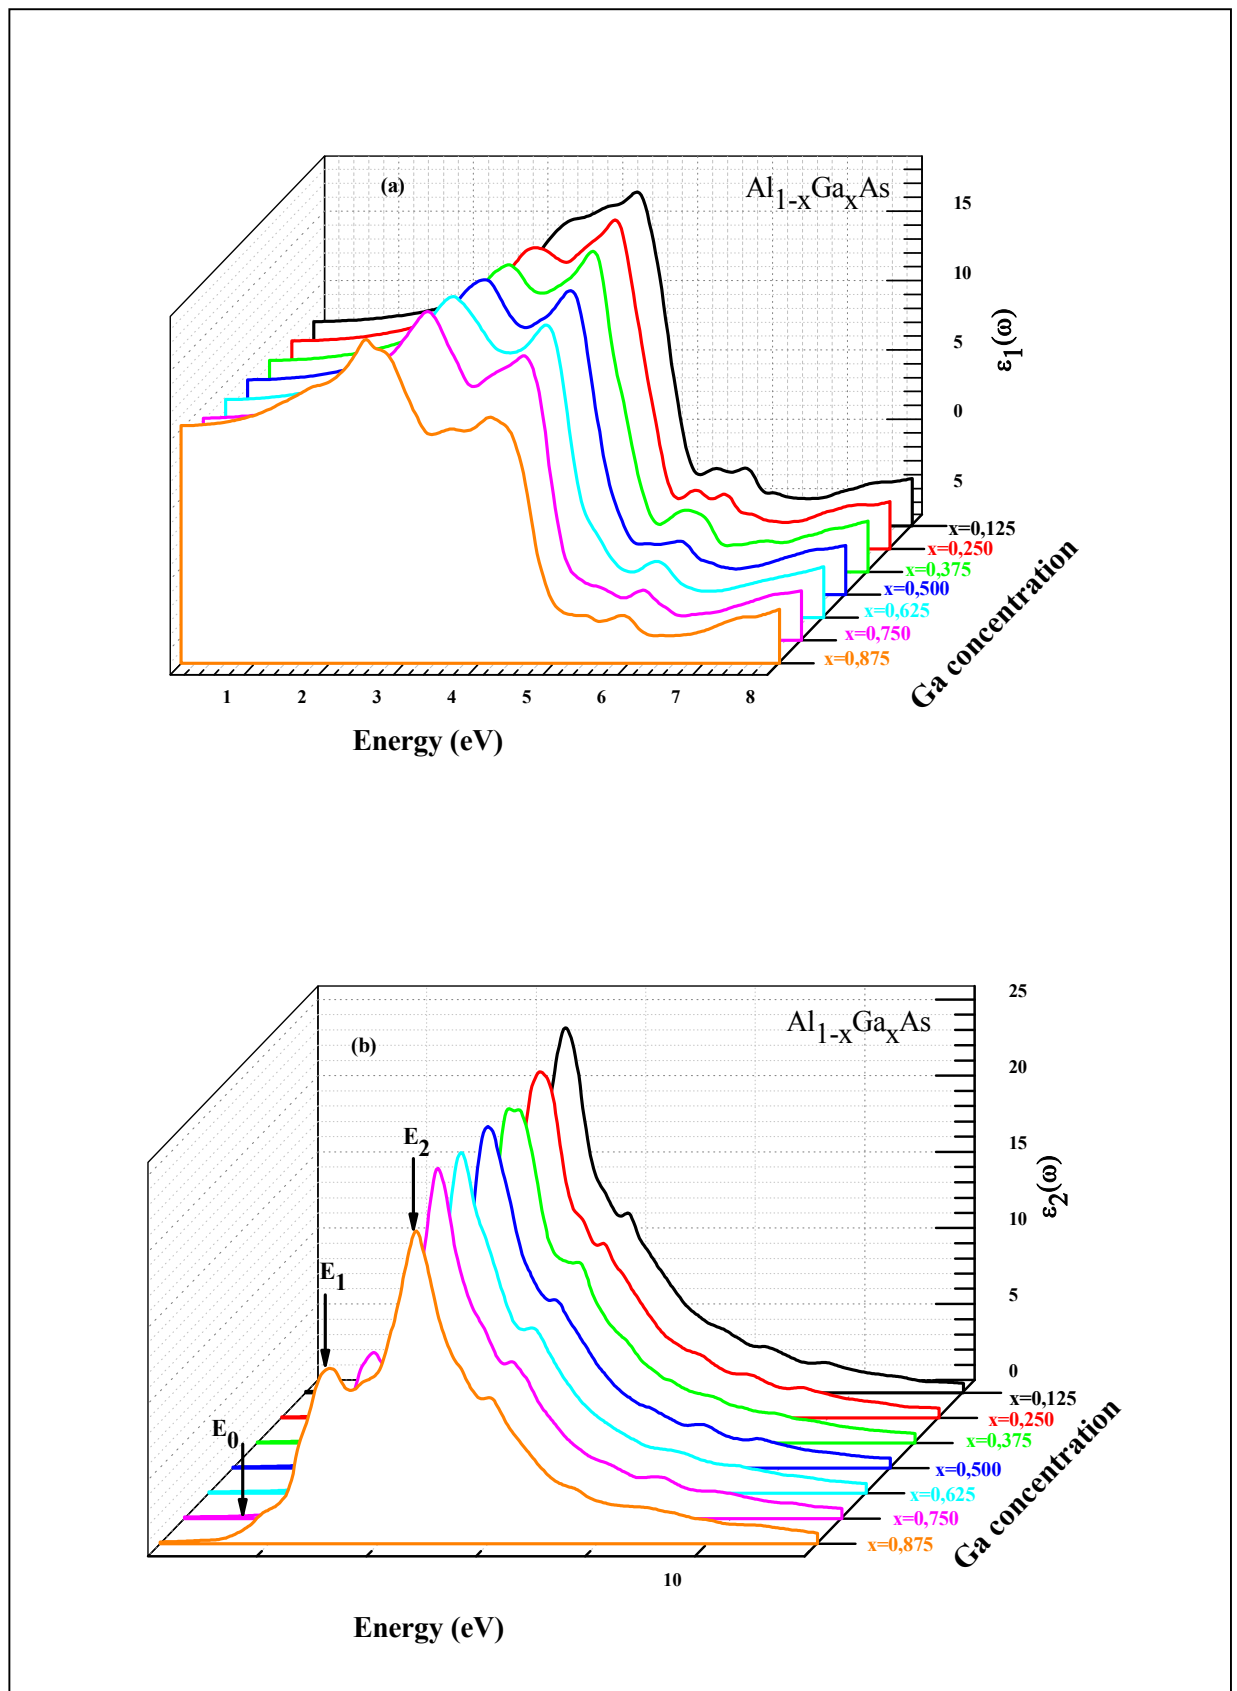 (a)
Al1-xGaxAs
15
10
5
0
5
ε1(ω)
x=0,125
x=0,250
x=0,375
x=0,500
x=0,625
x=0,750
x=0,875
Ga concentration
1 2 3 4 5 6 7 8
Energy (eV)
(b)
Al1-xGaxAs
25
20
15
10
5
0
ε2(ω)
E2
E1
E0
x=0,125
x=0,250
x=0,375
x=0,500
x=0,625
x=0,750
x=0,875
Ga concentration
10
Energy (eV)